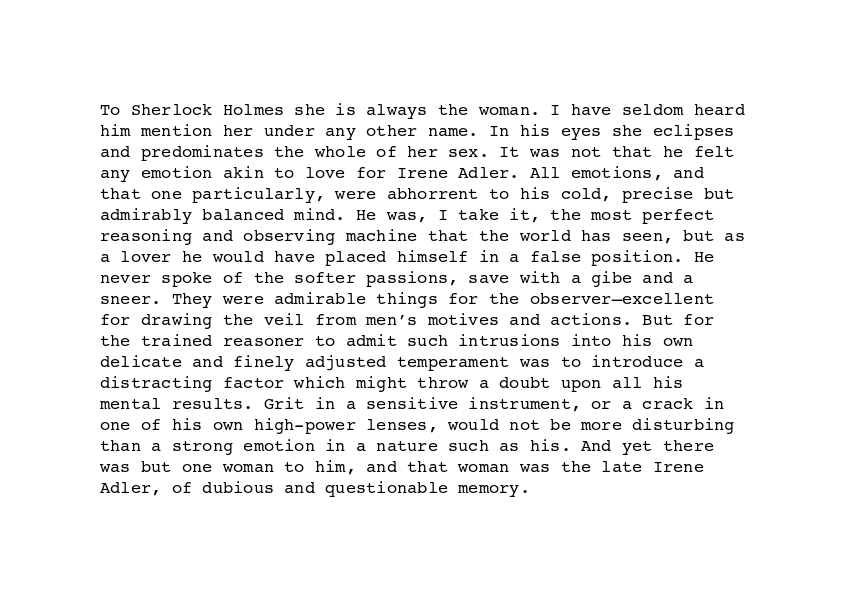 To Sherlock Holmes she is always the woman. I have seldom heard
him mention her under any other name. In his eyes she eclipses
and predominates the whole of her sex. It was not that he felt
any emotion akin to love for Irene Adler. All emotions, and
that one particularly, were abhorrent to his cold, precise but
admirably balanced mind. He was, I take it, the most perfect
reasoning and observing machine that the world has seen, but as
a lover he would have placed himself in a false position. He
never spoke of the softer passions, save with a gibe and a
sneer. They were admirable things for the observer—excellent
for drawing the veil from men’s motives and actions. But for
the trained reasoner to admit such intrusions into his own
delicate and finely adjusted temperament was to introduce a
distracting factor which might throw a doubt upon all his
mental results. Grit in a sensitive instrument, or a crack in
one of his own high-power lenses, would not be more disturbing
than a strong emotion in a nature such as his. And yet there
was but one woman to him, and that woman was the late Irene
Adler, of dubious and questionable memory.